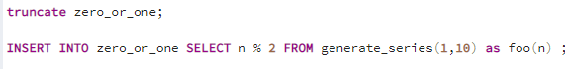 truncate zero_or_one;
INSERT INTO zero_or_one SELECT n % 2 FROM generate_series(1,10) as foo(n) ;